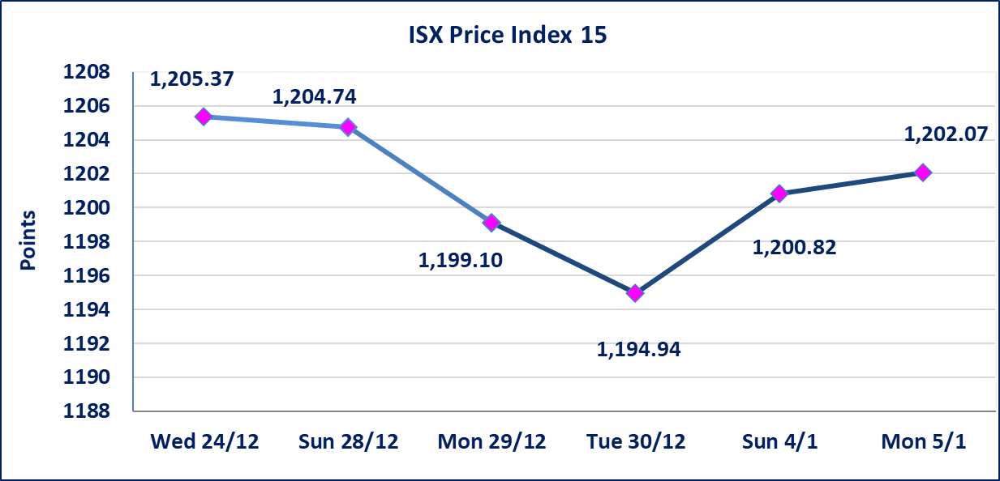 ISX Price Index 15
1208
1206
1204
1202
1200
1198
1196
1194
1192
1190
1188
Points
1,205.37
1,204.74
1,199.10
1,194.94
1,200.82
1,202.07
Wed 24/12
Sun 28/12
Mon 29/12
Tue 30/12
Sun 4/1
Mon 5/1